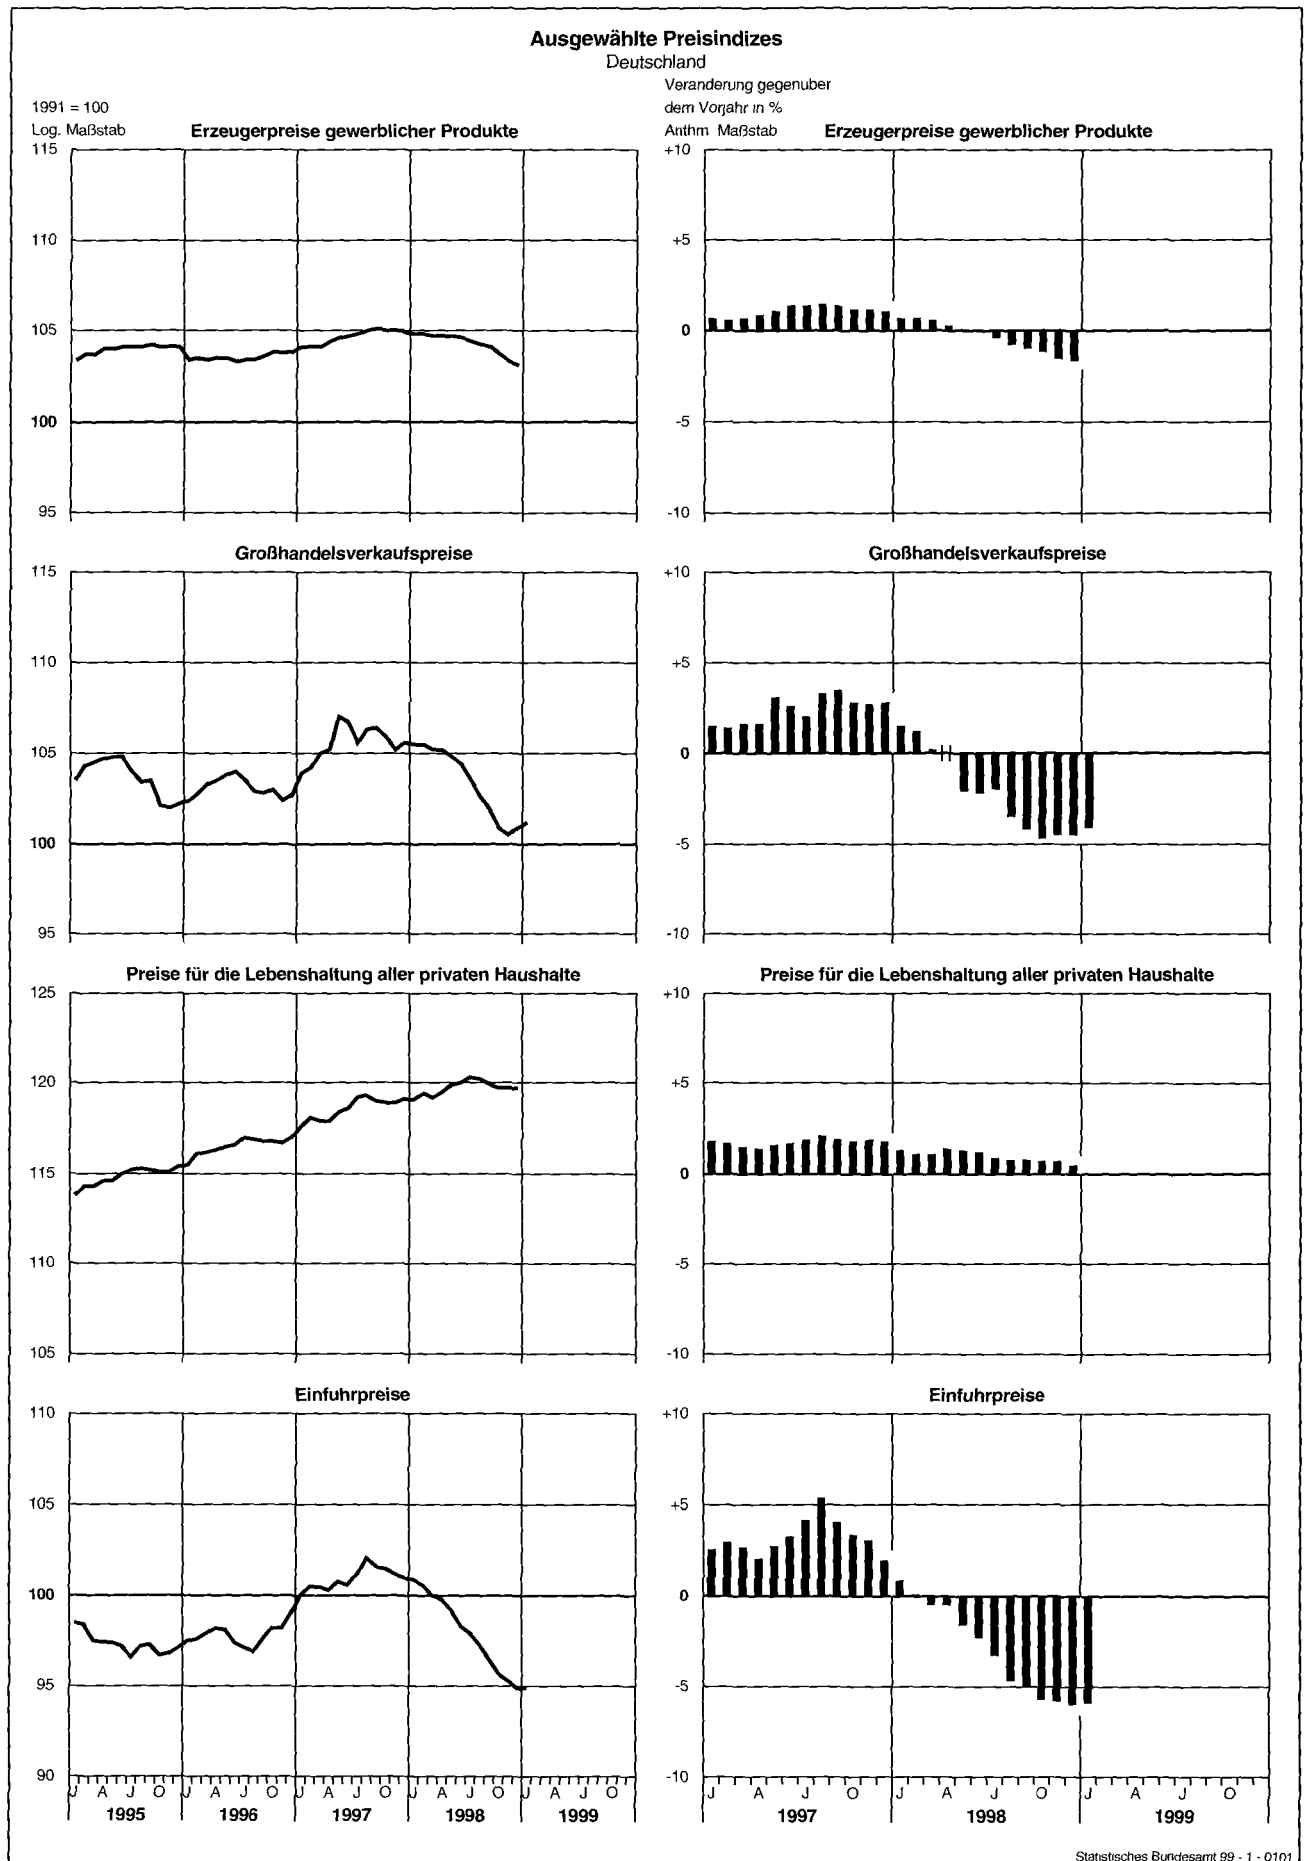 Ausgewählte Preisindizes
Deutschland
1991 = 100
Log. Maßstab
Veranderung gegenuber
dem Vorjahr in %
Arithm Maßstab
Erzeugerpreise gewerblicher Produkte
115
110
105
100
95
Erzeugerpreise gewerblicher Produkte
+10
+5
0
-5
-10
Großhandelsverkaufspreise
115
110
105
100
95
Großhandelsverkaufspreise
+10
+5
0
-5
-10
Preise für die Lebenshaltung aller privaten Haushalte
125
120
115
110
105
Preise für die Lebenshaltung aller privaten Haushalte
+10
+5
0
-5
-10
Einfuhrpreise
110
105
100
95
90
J A J O J A J O J A J O J A J O J A J O
1995 1996 1997 1998 1999
Einfuhrpreise
+10
+5
0
-5
-10
J A J O J A J O J A J O
1997 1998 1999
Statistisches Bundesamt 99 - 1 - 0101